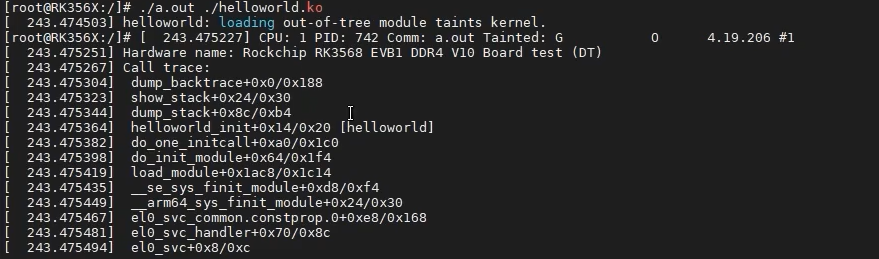 [root@RK356X:/]# ./a.out ./helloworld.ko
[  243.474503] helloworld: loading out-of-tree module taints kernel.
[root@RK356X:/]# [  243.475227] CPU: 1 PID: 742 Comm: a.out Tainted: G           O      4.19.206 #1
[  243.475251] Hardware name: Rockchip RK3568 EVB1 DDR4 V10 Board test (DT)
[  243.475267] Call trace:
[  243.475304]  dump_backtrace+0x0/0x188
[  243.475323]  show_stack+0x24/0x30
[  243.475344]  dump_stack+0x8c/0xb4
[  243.475364]  helloworld_init+0x14/0x20 [helloworld]
[  243.475382]  do_one_initcall+0xa0/0x1c0
[  243.475398]  do_init_module+0x64/0x1f4
[  243.475419]  load_module+0x1ac8/0x1c14
[  243.475435]  __se_sys_finit_module+0xd8/0xf4
[  243.475449]  __arm64_sys_finit_module+0x24/0x30
[  243.475467]  el0_svc_common.constprop.0+0xe8/0x168
[  243.475481]  el0_svc_handler+0x70/0x8c
[  243.475494]  el0_svc+0x8/0xc